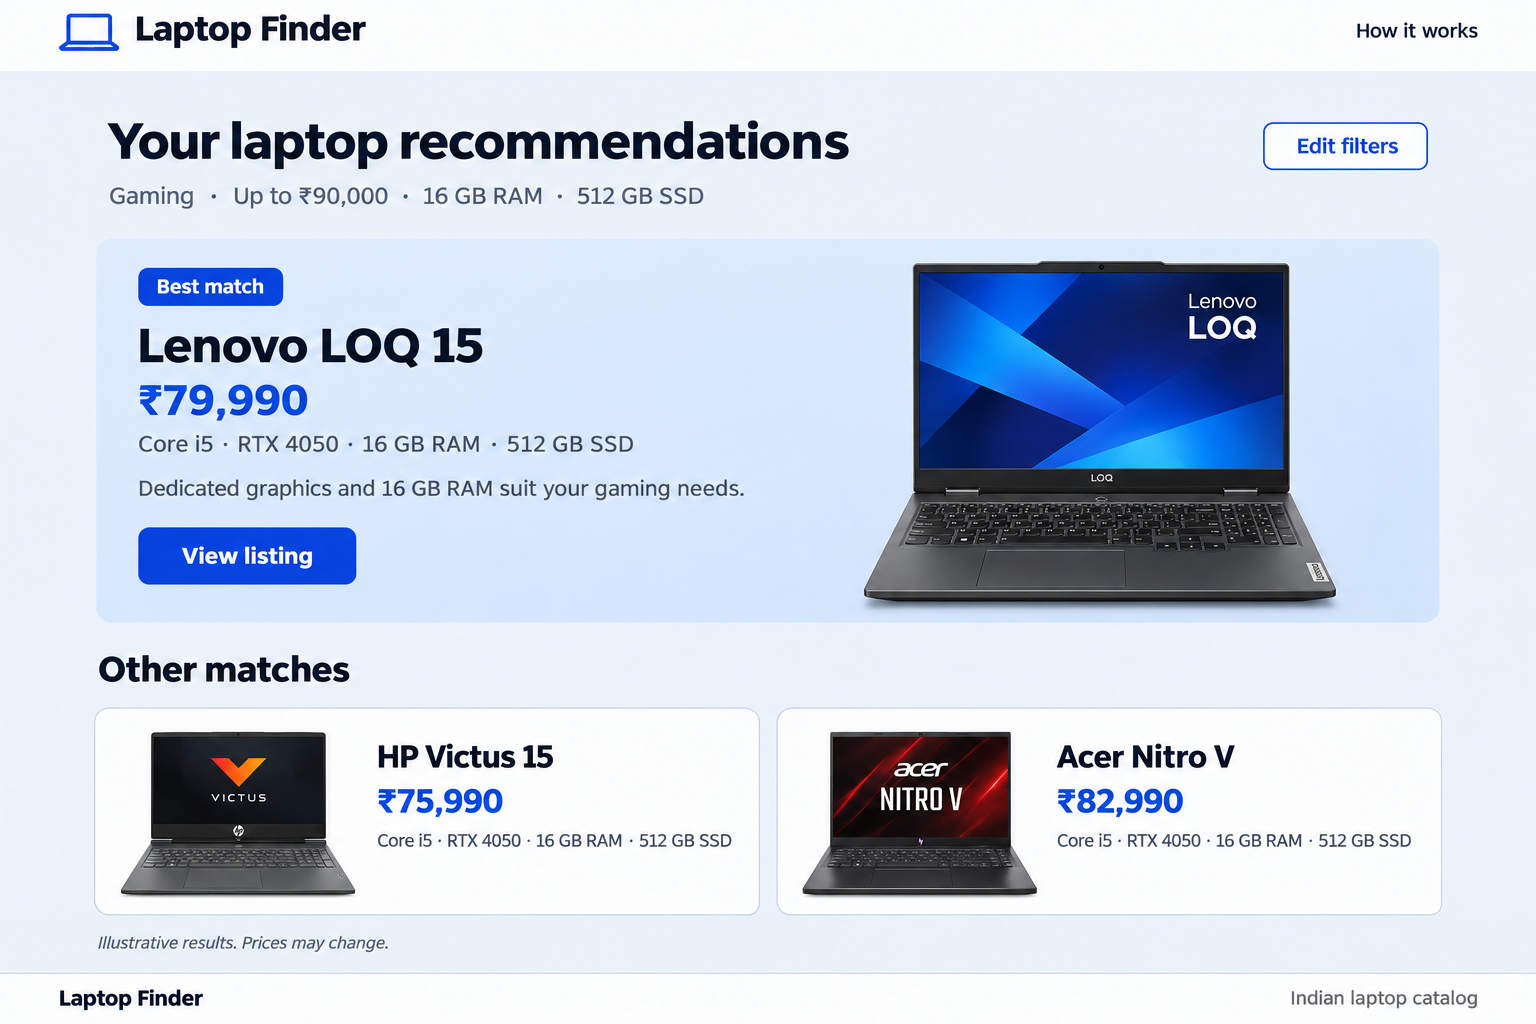 Laptop Finder
How it works
Your laptop recommendations
Edit filters
Gaming · Up to ₹90,000 · 16 GB RAM · 512 GB SSD
Best match
Lenovo LOQ 15
₹79,990
Core i5 · RTX 4050 · 16 GB RAM · 512 GB SSD
Dedicated graphics and 16 GB RAM suit your gaming needs.
View listing
Lenovo
LOQ
LOQ
Lenovo
Other matches
VICTUS
hp
HP Victus 15
₹75,990
Core i5 · RTX 4050 · 16 GB RAM · 512 GB SSD
acer
NITRO V
Acer Nitro V
₹82,990
Core i5 · RTX 4050 · 16 GB RAM · 512 GB SSD
Illustrative results. Prices may change.
Laptop Finder
Indian laptop catalog